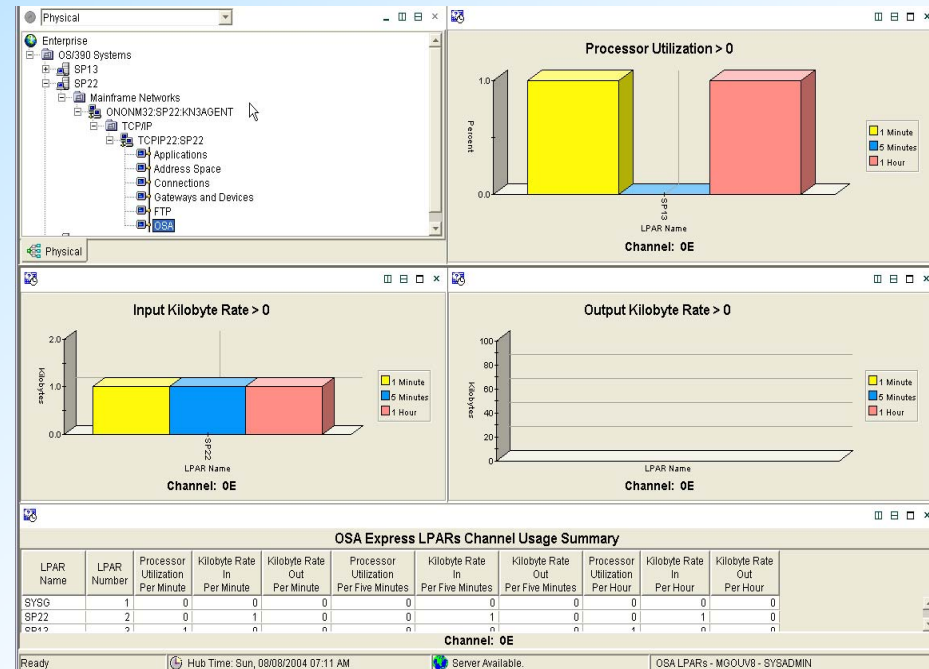 Physical
Enterprise
OS/390 Systems
SP13
SP22
Mainframe Networks
ONONM32:SP22:KN3AGENT
TCP/IP
TCPIP22:SP22
Applications
Address Space
Connections
Gateways and Devices
FTP
OSA
Physical
Processor Utilization > 0
Percent
1.0
0.0
SP13
LPAR Name
Channel: 0E
1 Minute
5 Minutes
1 Hour
Input Kilobyte Rate > 0
Kilobytes
2.0
1.0
0.0
SP22
LPAR Name
Channel: 0E
1 Minute
5 Minutes
1 Hour
Output Kilobyte Rate > 0
Kilobytes
100
80
60
40
20
0
LPAR Name
Channel: 0E
1 Minute
5 Minutes
1 Hour
OSA Express LPARs Channel Usage Summary
LPAR Name LPAR Number Processor Utilization Per Minute Kilobyte Rate In Per Minute Kilobyte Rate Out Per Minute Processor Utilization Per Five Minutes Kilobyte Rate In Per Five Minutes Kilobyte Rate Out Per Five Minutes Processor Utilization Per Hour Kilobyte Rate In Per Hour Kilobyte Rate Out Per Hour
SYSG 1 0 0 0 0 0 0 0 0 0
SP22 2 0 1 0 0 1 0 0 1 0
Channel: 0E
Ready Hub Time: Sun, 08/08/2004 07:11 AM Server Available. OSA LPARs - MGOUV8 - SYSADMIN